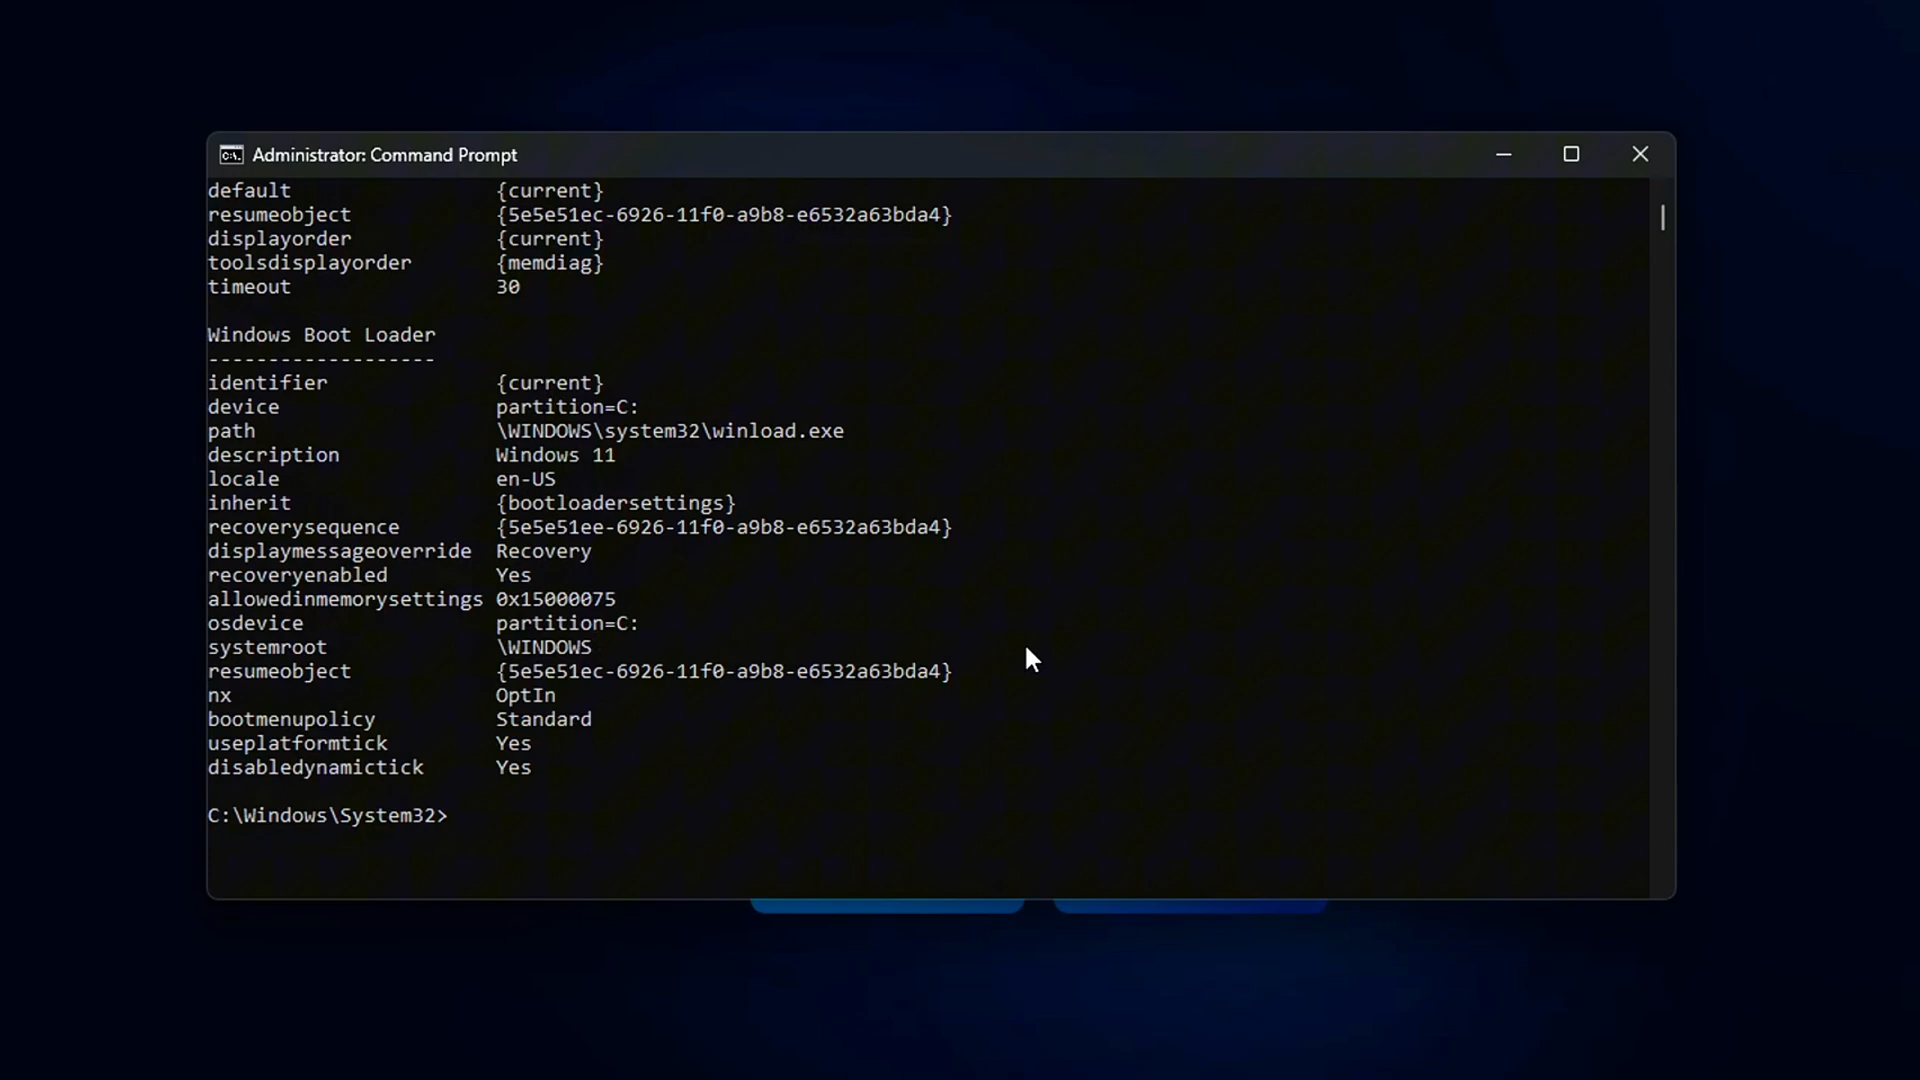 Administrator: Command Prompt
default {current}
resumeobject {5e5e51ec-6926-11f0-a9b8-e6532a63bda4}
displayorder {current}
toolsdisplayorder {memdiag}
timeout 30
Windows Boot Loader
-------------------
identifier {current}
device partition=C:
path \WINDOWS\system32\winload.exe
description Windows 11
locale en-US
inherit {bootloadersettings}
recoverysequence {5e5e51ee-6926-11f0-a9b8-e6532a63bda4}
displaymessageoverride Recovery
recoveryenabled Yes
allowedinmemorysettings 0x15000075
osdevice partition=C:
systemroot \WINDOWS
resumeobject {5e5e51ec-6926-11f0-a9b8-e6532a63bda4}
nx OptIn
bootmenupolicy Standard
useplatformtick Yes
disabledynamictick Yes
C:\Windows\System32>